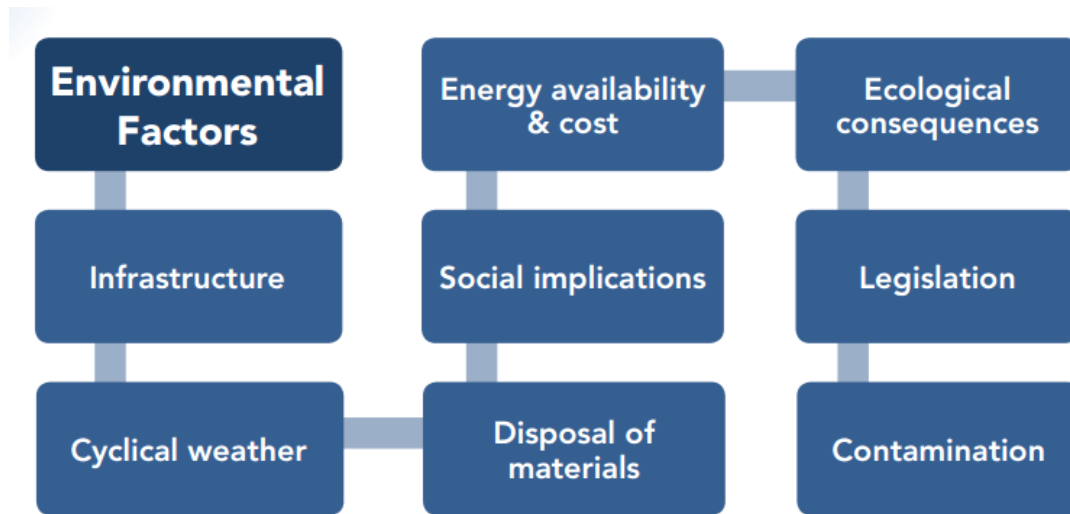 Environmental
Factors
Infrastructure
Cyclical weather
Disposal of
materials
Social implications
Energy availability
& cost
Ecological
consequences
Legislation
Contamination